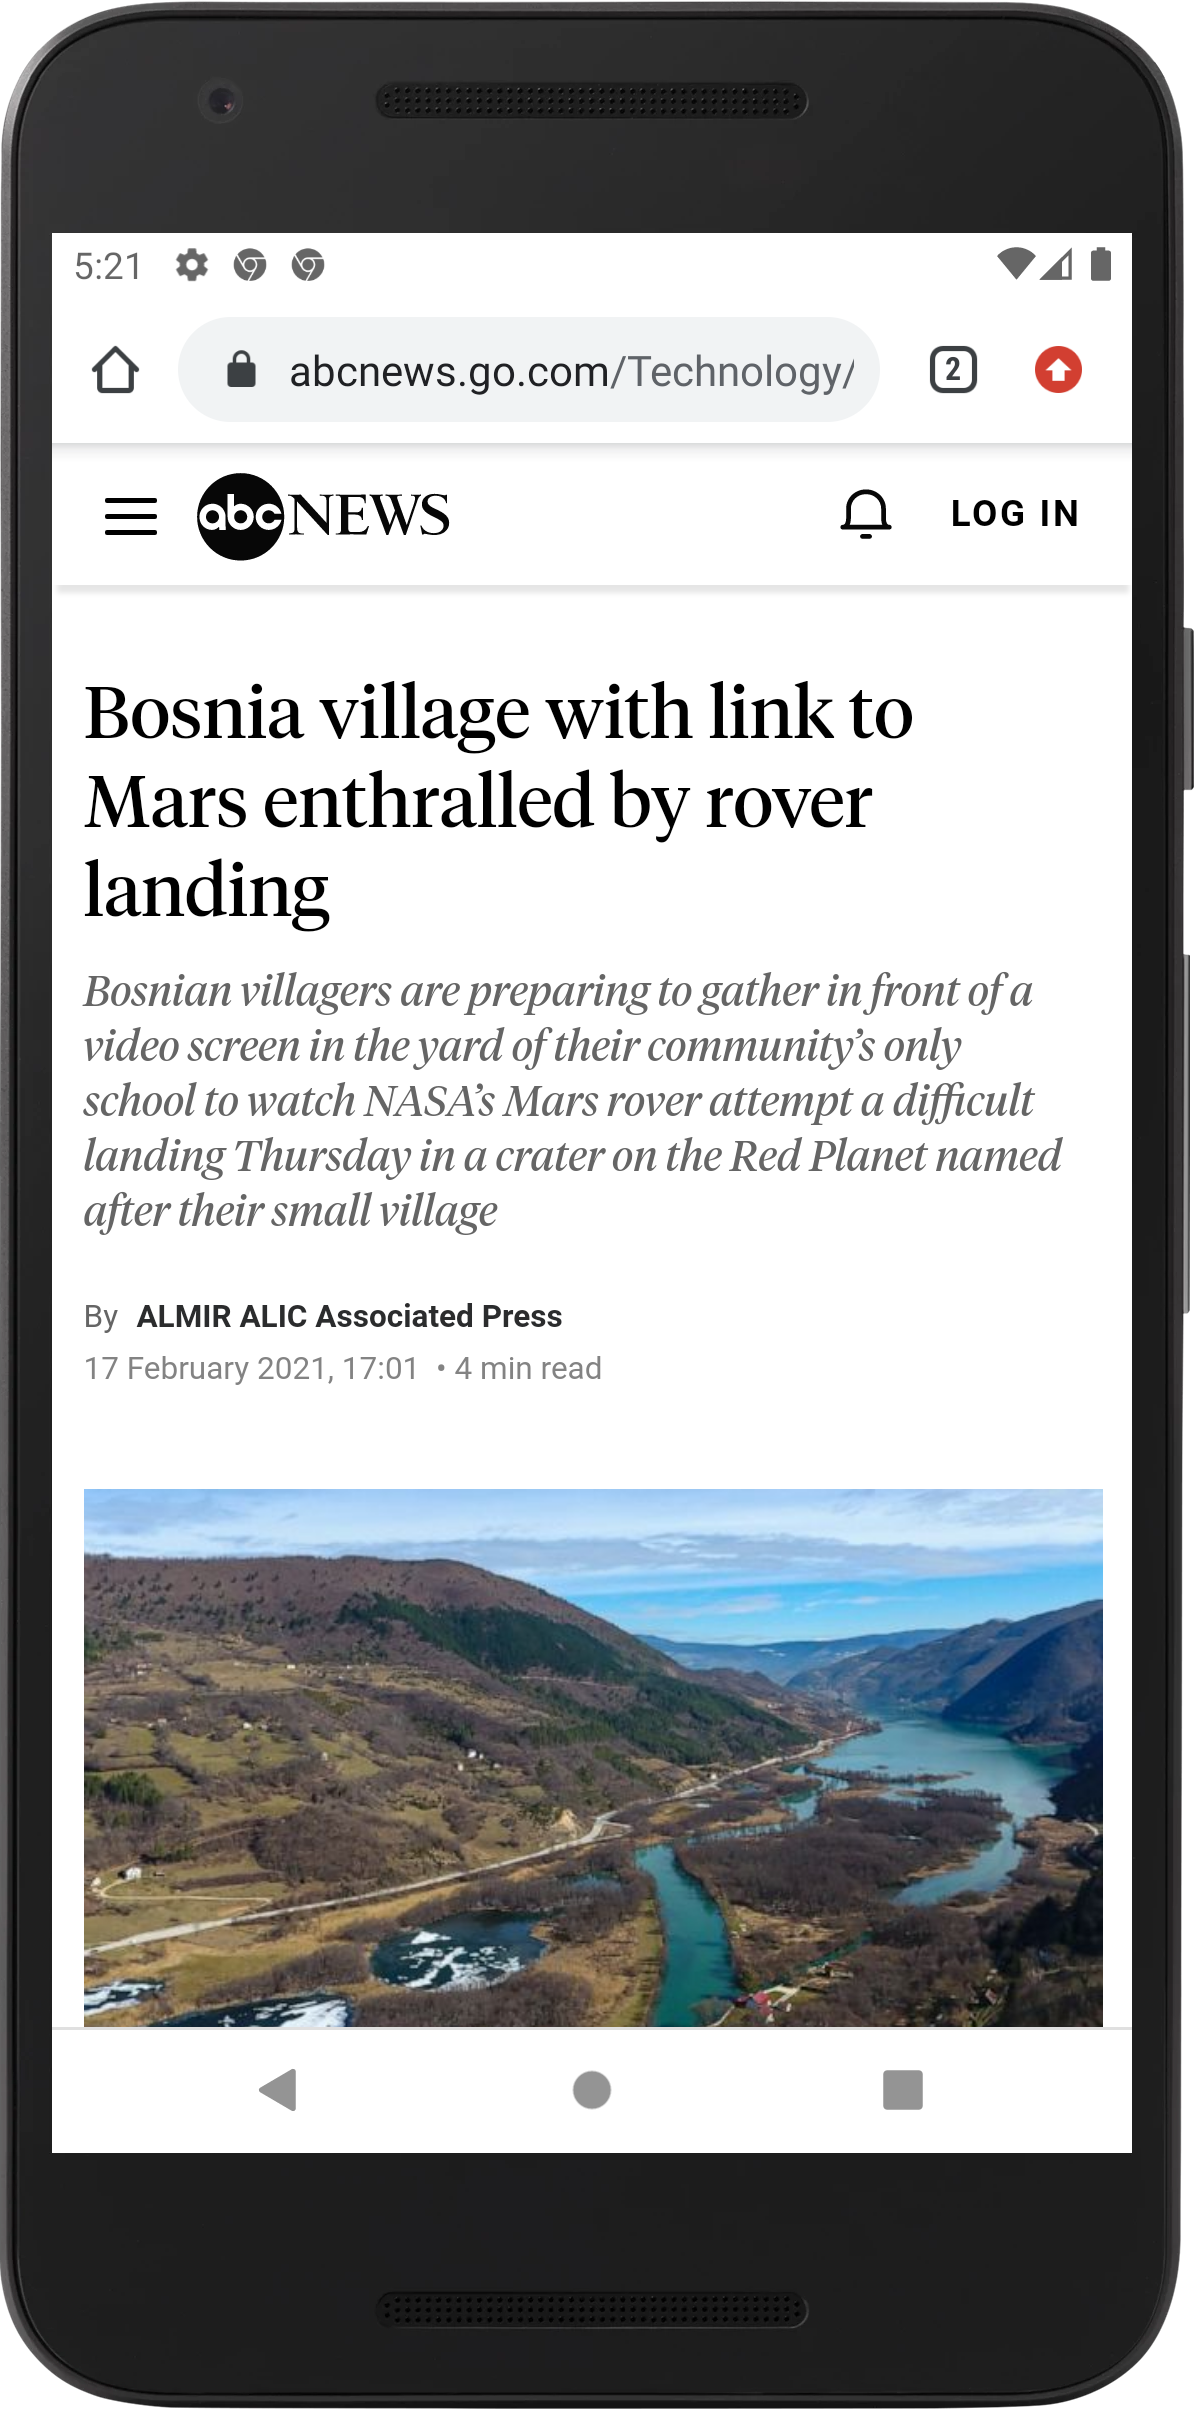 5:21
abcnews.go.com/Technology/
2
abc NEWS
LOG IN
Bosnia village with link to
Mars enthralled by rover
landing
Bosnian villagers are preparing to gather in front of a
video screen in the yard of their community’s only
school to watch NASA’s Mars rover attempt a difficult
landing Thursday in a crater on the Red Planet named
after their small village
By ALMIR ALIC Associated Press
17 February 2021, 17:01 • 4 min read